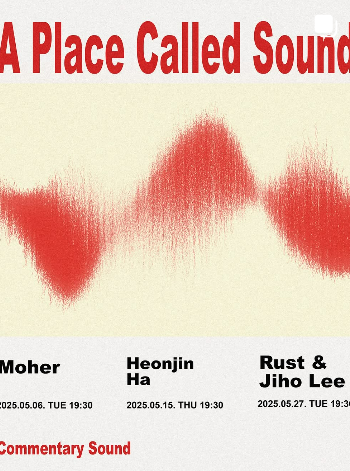 A Place Called Sound
Moher
Heonjin
Ha
Rust &
Jiho Lee
2025.05.06. TUE 19:30
2025.05.15. THU 19:30
2025.05.27. TUE 19:30
Commentary Sound